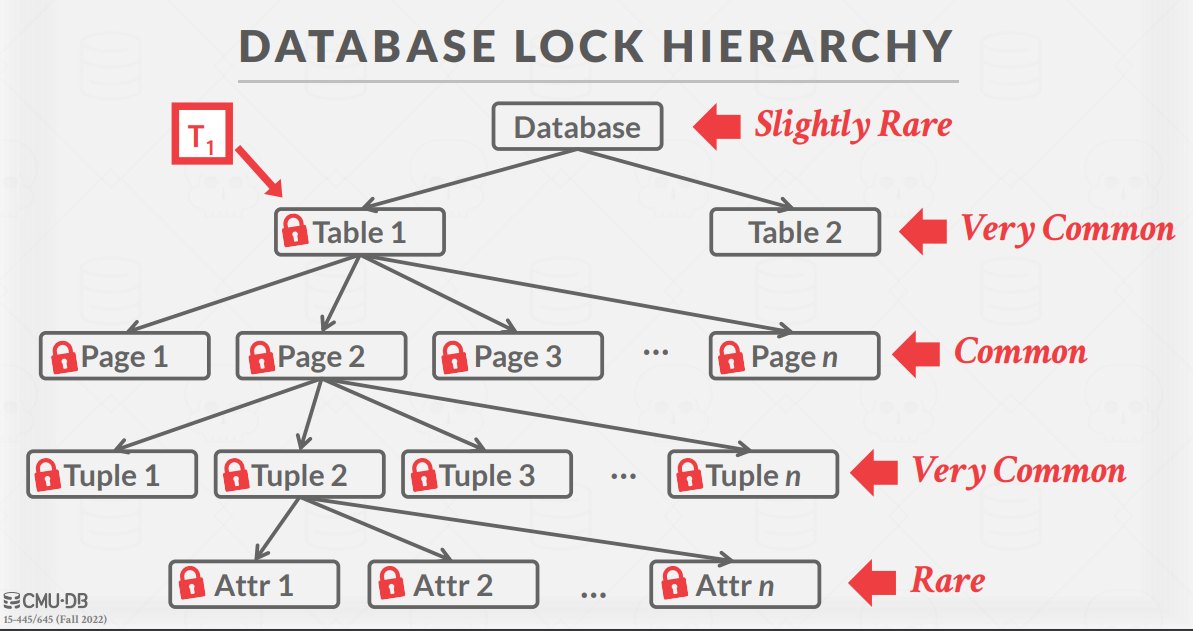 DATABASE LOCK HIERARCHY
T1
Database
Slightly Rare
Table 1
Table 2
Very Common
Page 1
Page 2
Page 3
...
Page n
Common
Tuple 1
Tuple 2
Tuple 3
...
Tuple n
Very Common
Attr 1
Attr 2
...
Attr n
Rare
CMU·DB
15-445/645 (Fall 2022)